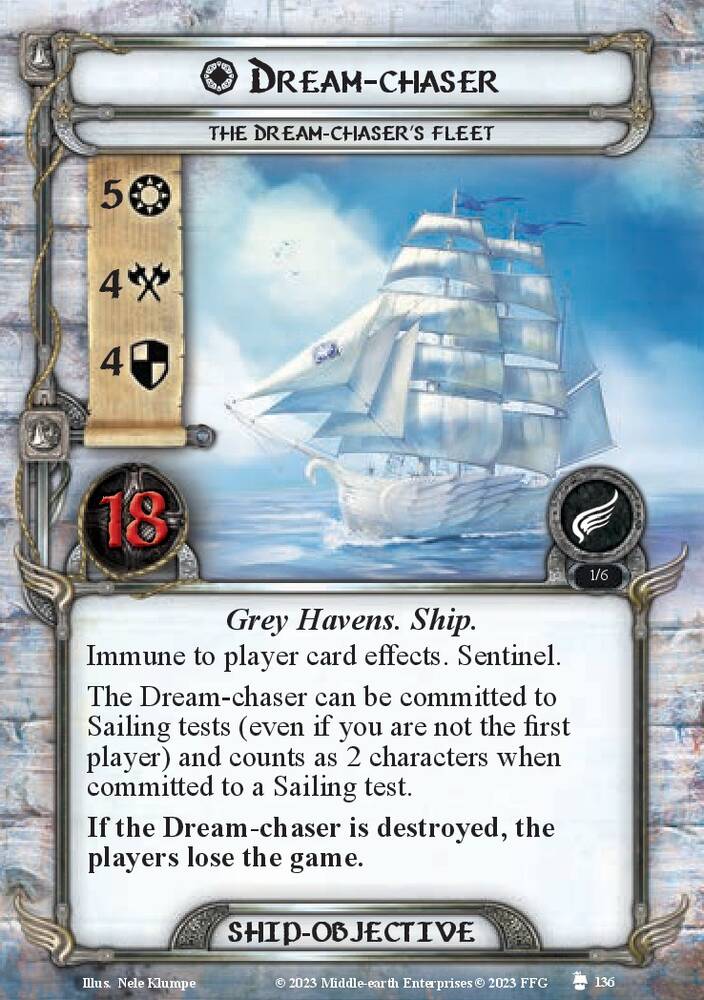 Dream-chaser
The Dream-chaser's Fleet
5
4
4
18
1/6
Grey Havens. Ship.
Immune to player card effects. Sentinel.
The Dream-chaser can be committed to
Sailing tests (even if you are not the first
player) and counts as 2 characters when
committed to a Sailing test.
If the Dream-chaser is destroyed, the
players lose the game.
Ship-Objective
Illus. Nele Klumpe © 2023 Middle-earth Enterprises © 2023 FFG 136